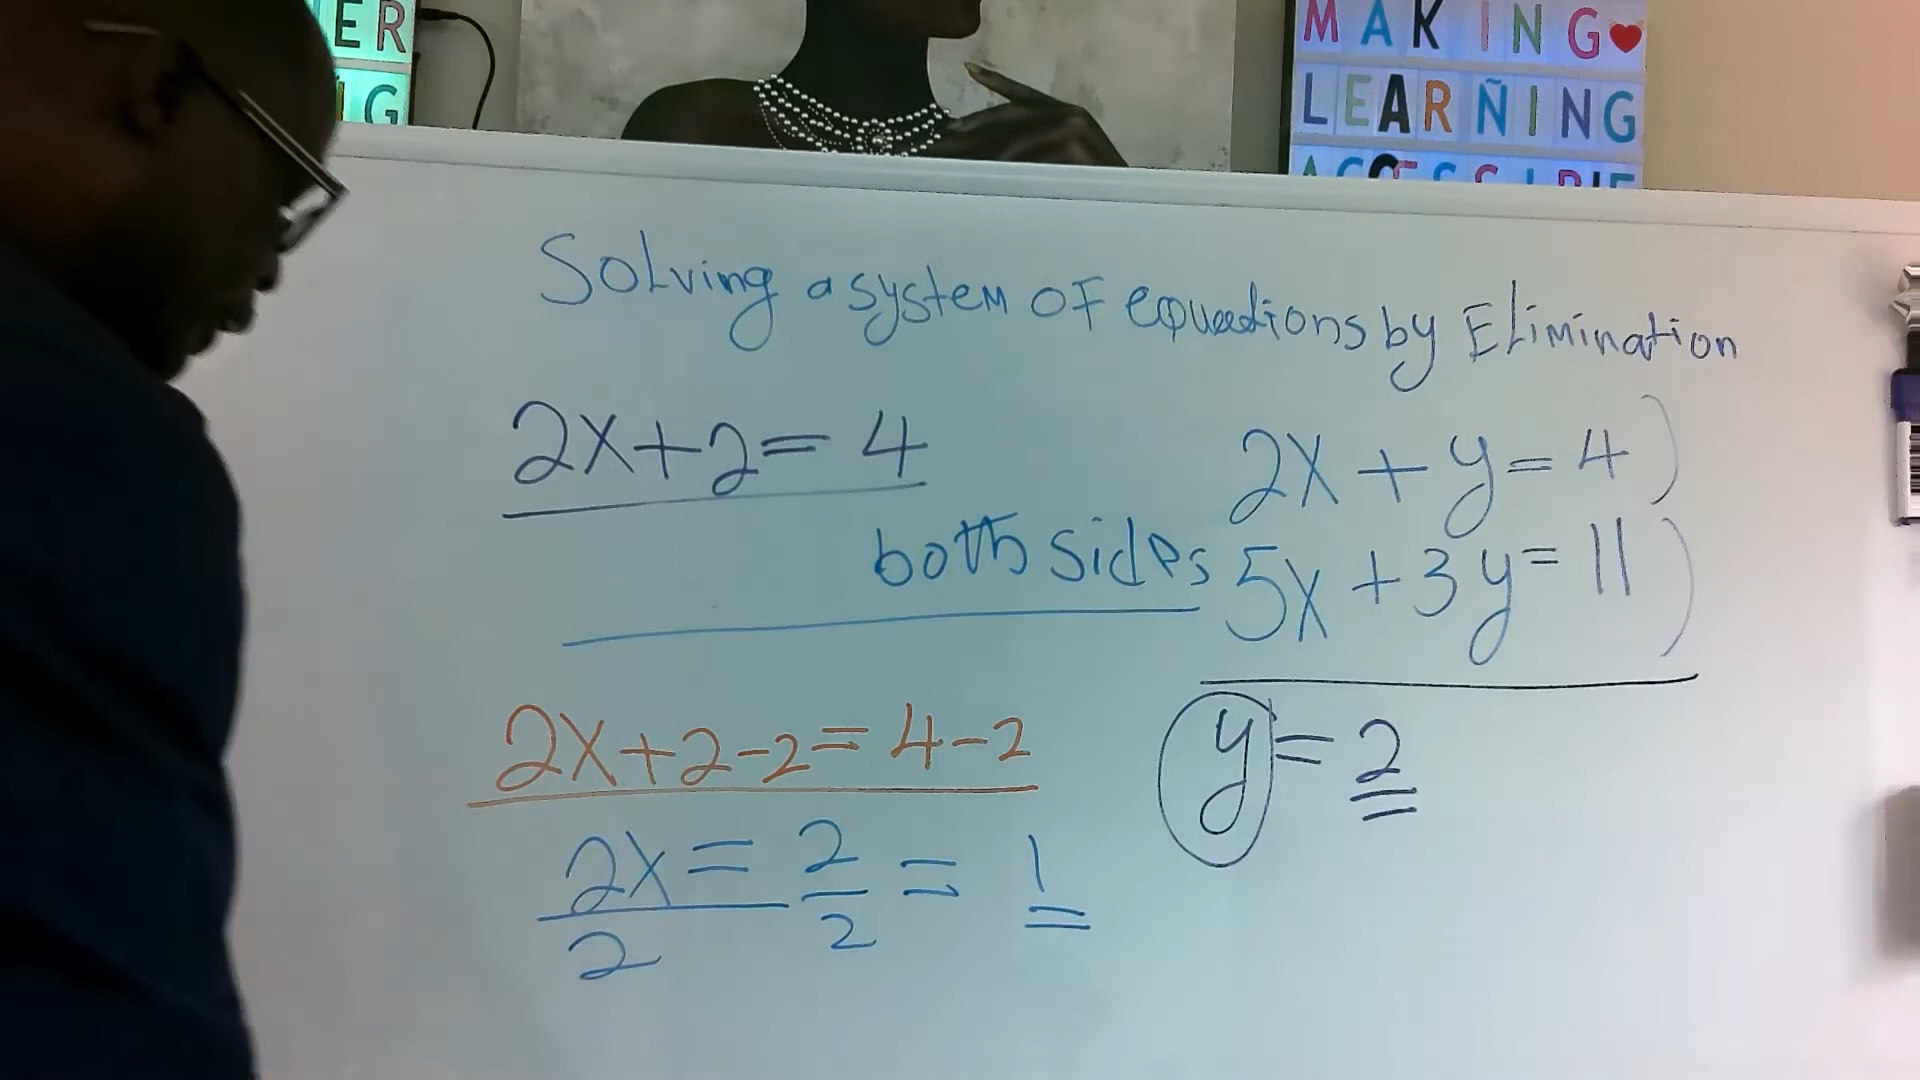 ER
IG
MAKING
LEARÑING
Solving a system OF equations by Elimination
2x+2=4
both sides
2x+2-2=4-2
2x= 2 = 1
2 2
2x + y = 4)
5x + 3y = 11)
y = 2